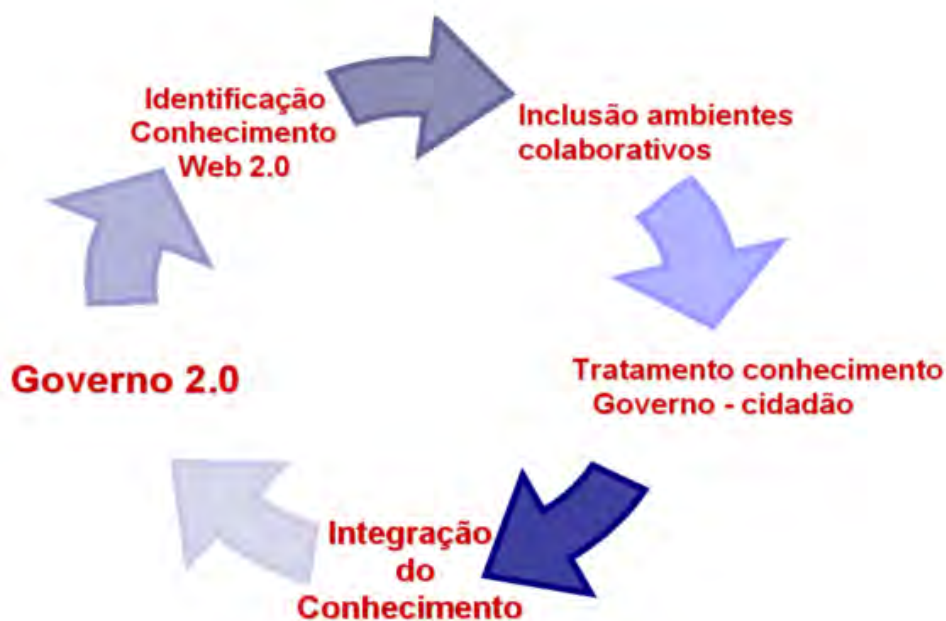 Identificação
Conhecimento
Web 2.0
Inclusão ambientes
colaborativos
Tratamento conhecimento
Governo - cidadão
Integração
do
Conhecimento
Governo 2.0